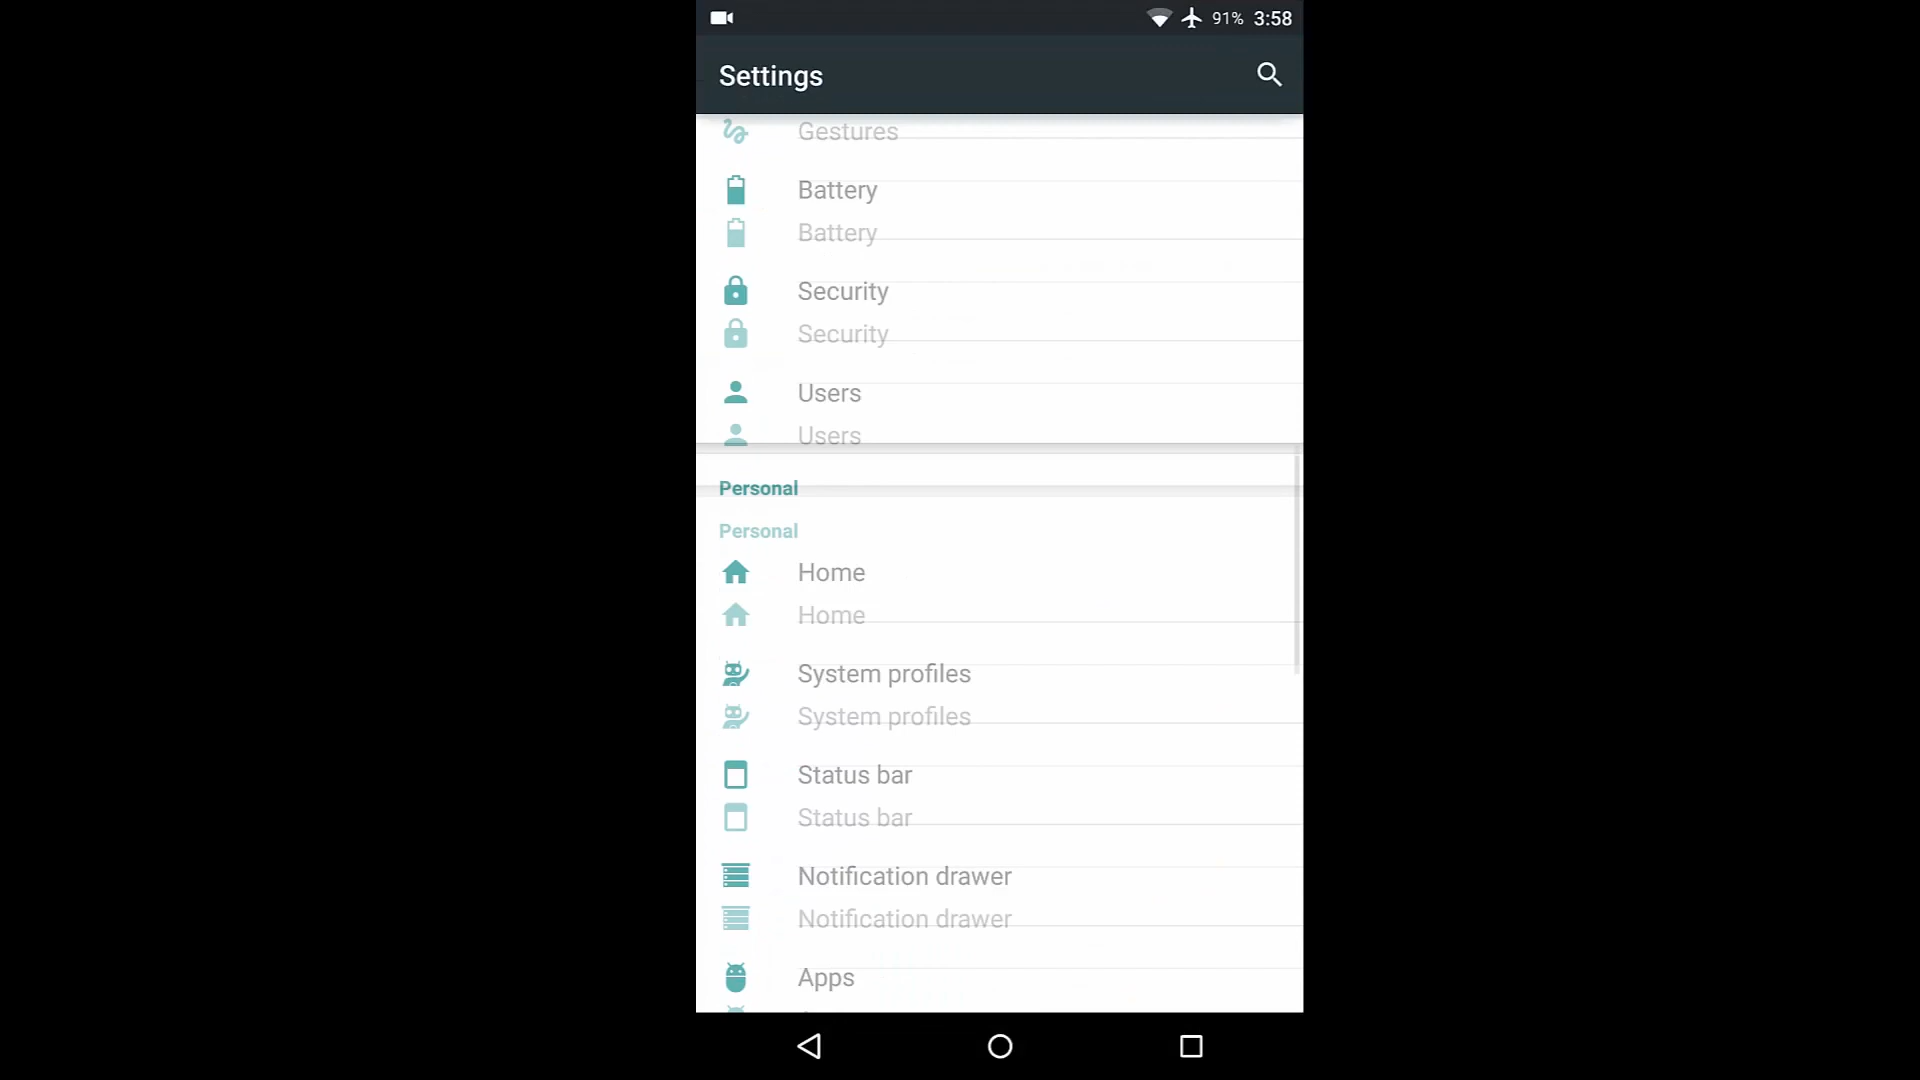 91% 3:58
Settings
Gestures
Battery
Battery
Security
Security
Users
Users
Personal
Personal
Home
Home
System profiles
System profiles
Status bar
Status bar
Notification drawer
Notification drawer
Apps